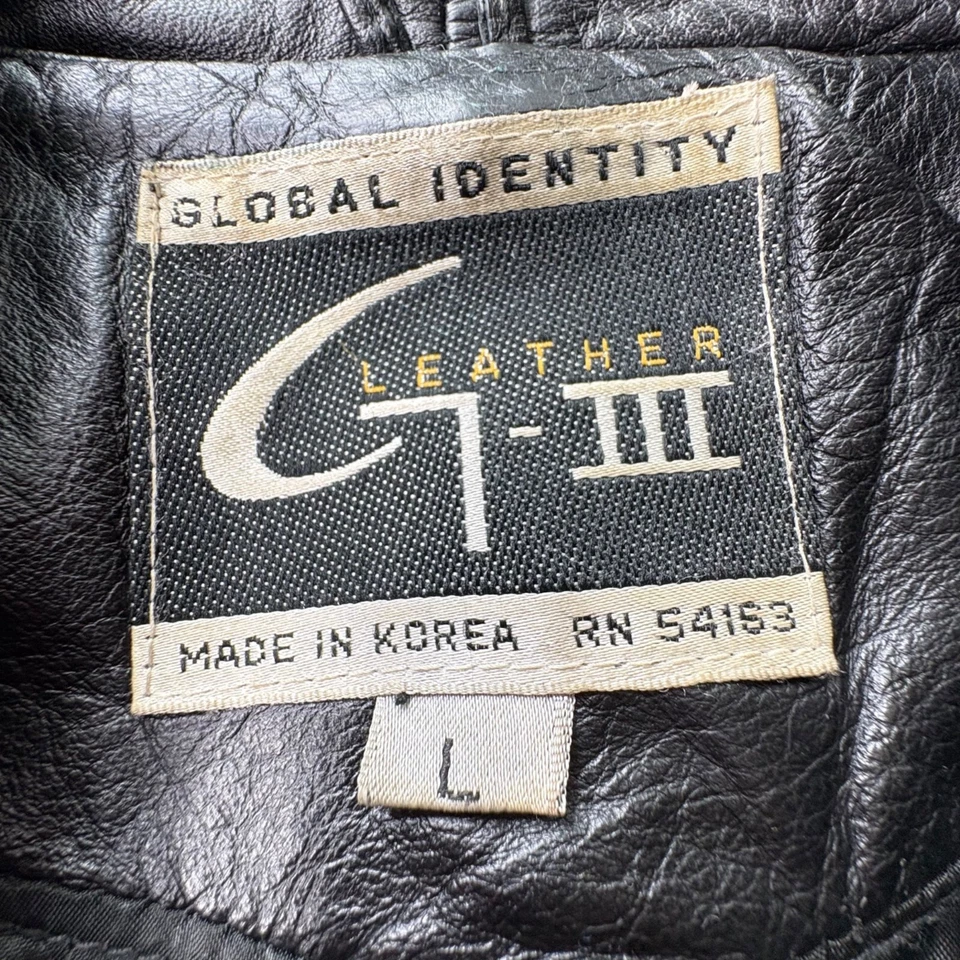 GLOBAL IDENTITY
LEATHER
G-III
MADE IN KOREA RN 54163
L